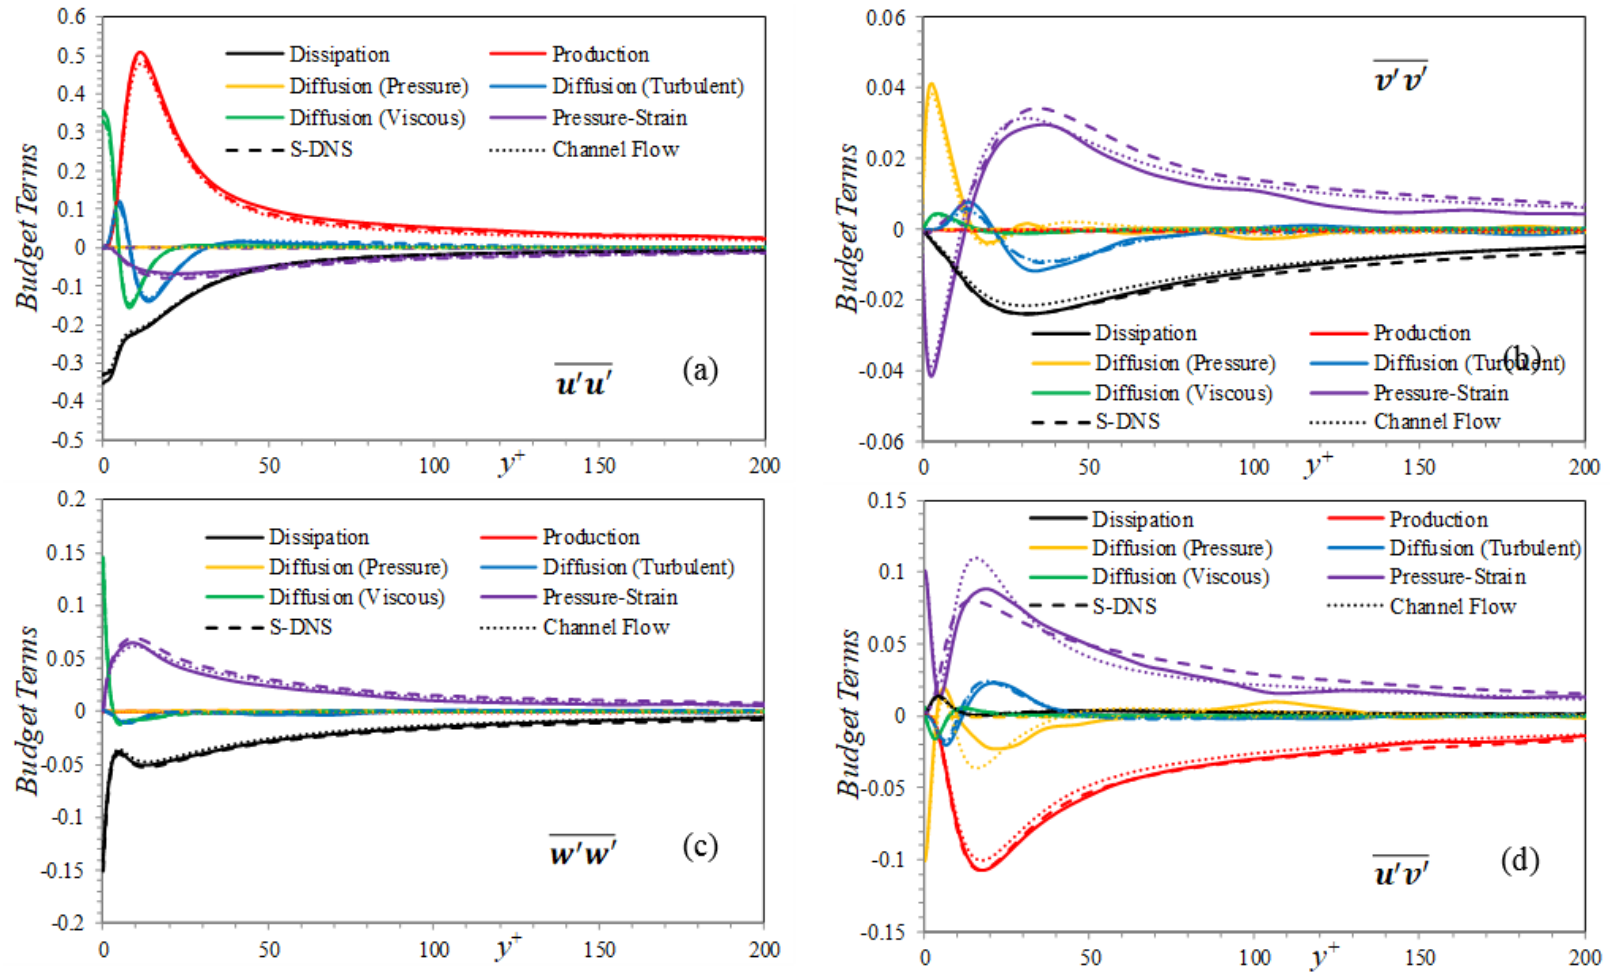 0.6
0.5
0.4
0.3
0.2
0.1
0
-0.1
-0.2
-0.3
-0.4
-0.5
Budget Terms
Dissipation Production
Diffusion (Pressure) Diffusion (Turbulent)
Diffusion (Viscous) Pressure-Strain
S-DNS Channel Flow
u'u'
(a)
0 50 100 150 200
y+
0.06
0.04
0.02
0
-0.02
-0.04
-0.06
Budget Terms
v'v'
Dissipation Production
Diffusion (Pressure) Diffusion (Turbulent)
Diffusion (Viscous) Pressure-Strain
S-DNS Channel Flow
(b)
0 50 100 150 200
y+
0.2
0.15
0.1
0.05
0
-0.05
-0.1
-0.15
-0.2
Budget Terms
Dissipation Production
Diffusion (Pressure) Diffusion (Turbulent)
Diffusion (Viscous) Pressure-Strain
S-DNS Channel Flow
w'w'
(c)
0 50 100 150 200
y+
0.15
0.1
0.05
0
-0.05
-0.1
-0.15
Budget Terms
Dissipation Production
Diffusion (Pressure) Diffusion (Turbulent)
Diffusion (Viscous) Pressure-Strain
S-DNS Channel Flow
u'v'
(d)
0 50 100 150 200
y+